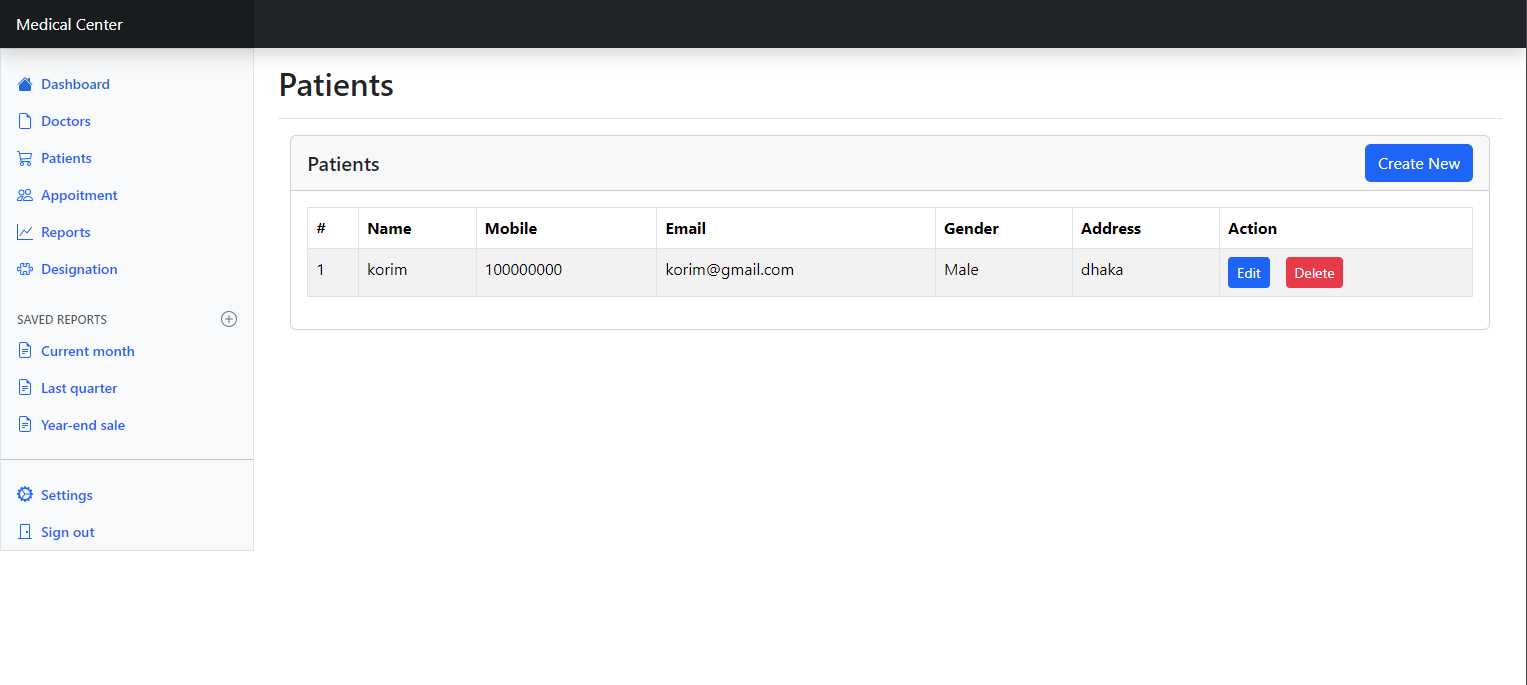 Medical Center
Dashboard
Doctors
Patients
Appoitment
Reports
Designation
SAVED REPORTS
Current month
Last quarter
Year-end sale
Settings
Sign out
Patients
Patients Create New
# Name Mobile Email Gender Address Action
1 korim 100000000 korim@gmail.com Male dhaka Edit Delete